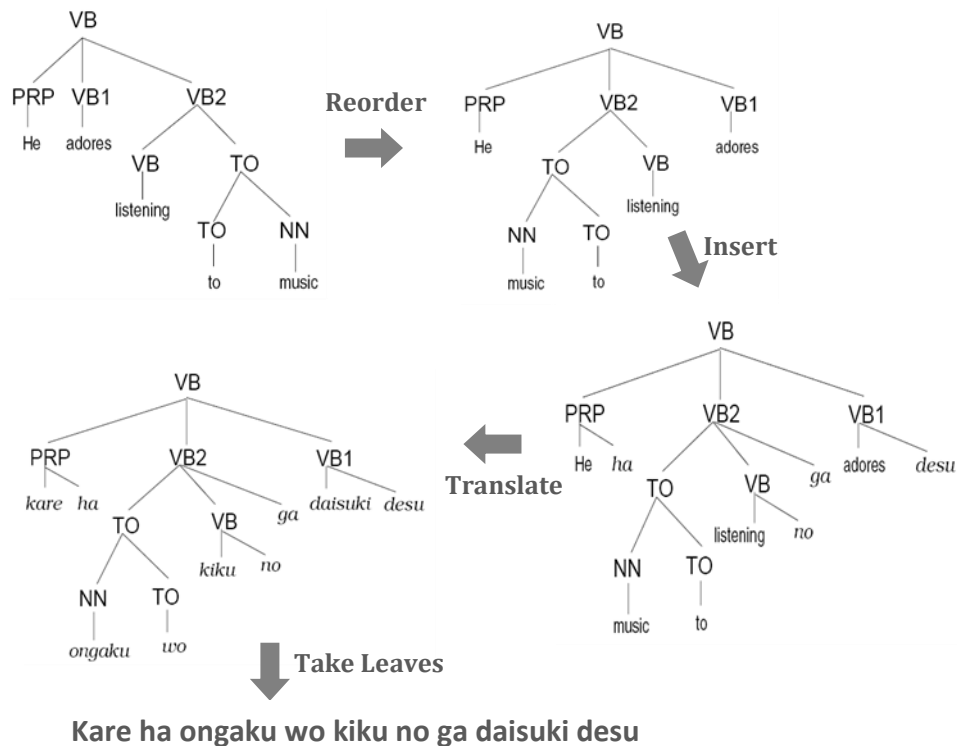 VB
PRP VB1 VB2
He adores
VB TO
listening
TO NN
to music
Reorder
VB
PRP VB2 VB1
He adores
TO VB
listening
NN TO
music to
Insert
VB
PRP VB2 VB1
He ha ga adores desu
TO VB
listening no
NN TO
music to
Translate
VB
PRP VB2 VB1
kare ha ga daisuki desu
TO VB
kiku no
NN TO
ongaku wo
Take Leaves
Kare ha ongaku wo kiku no ga daisuki desu